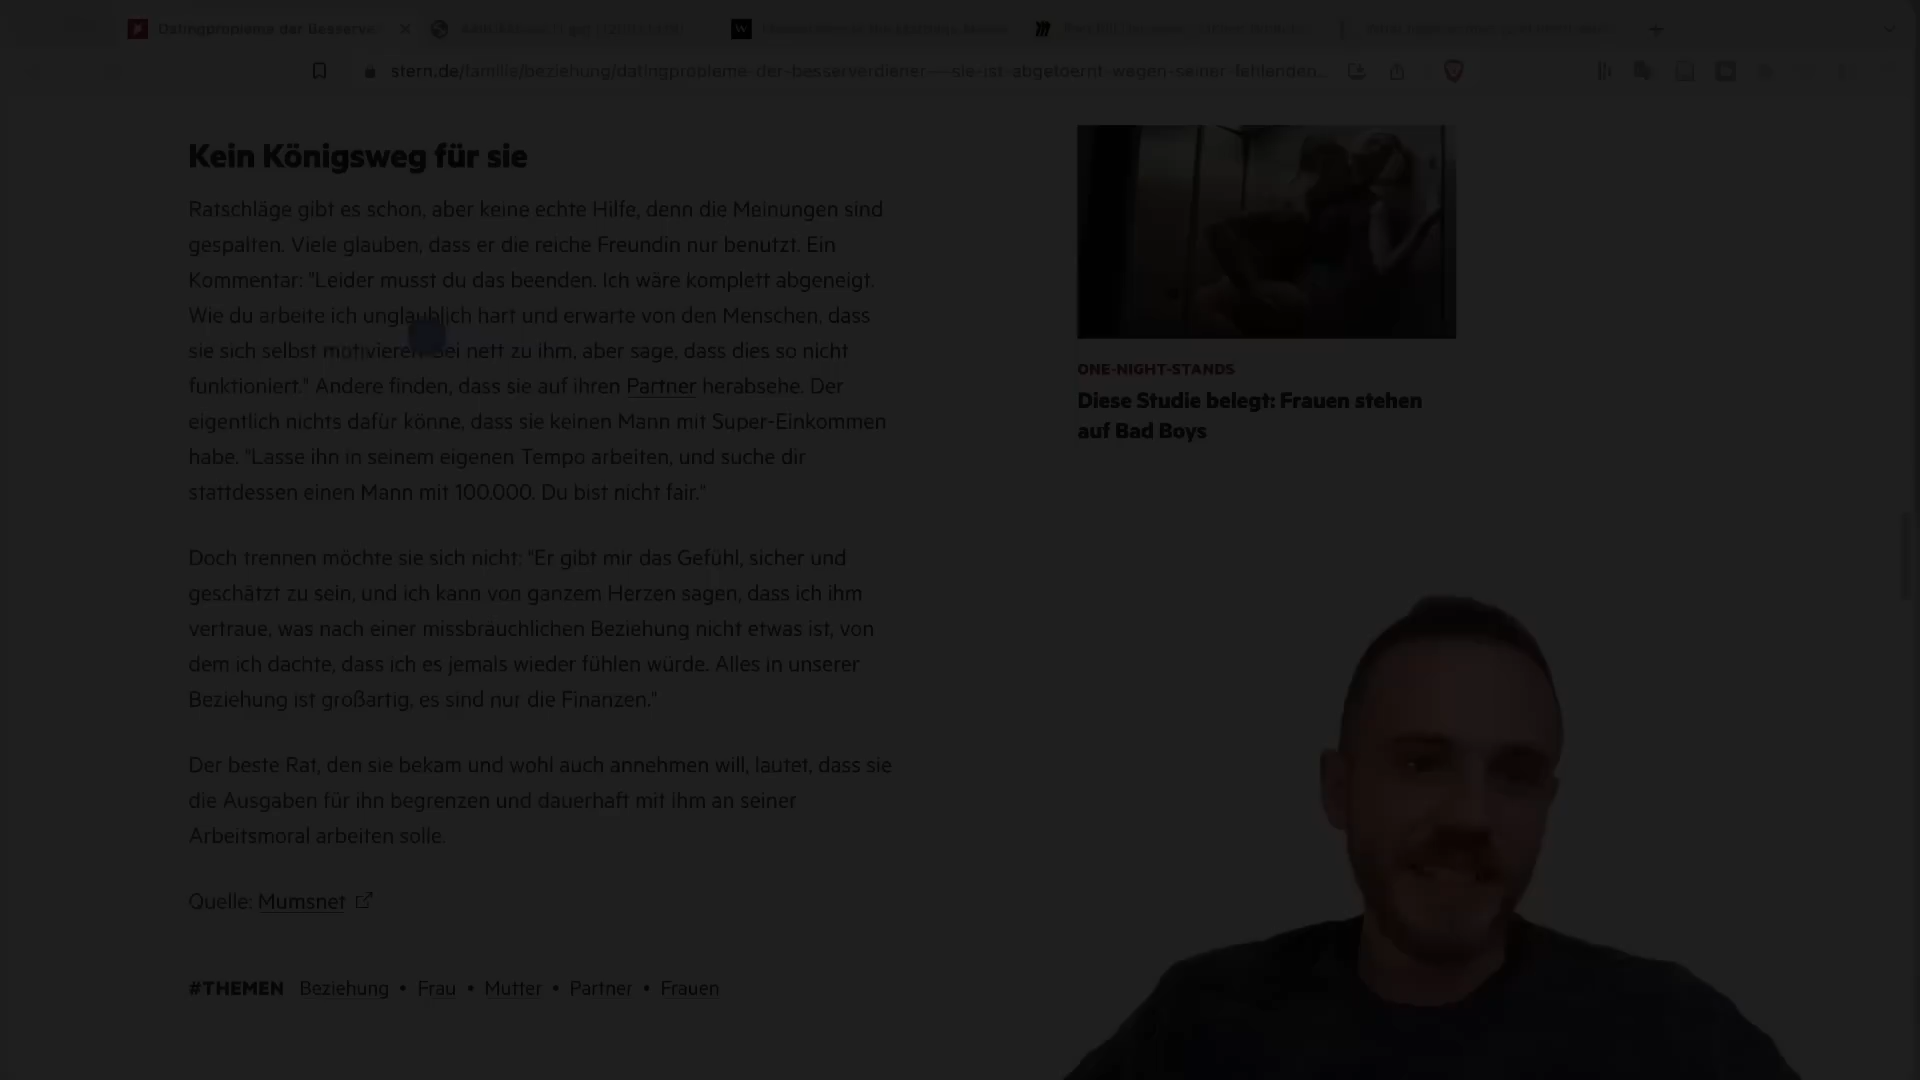 Datingprobleme der Besserve
stern.de/familie/beziehung/datingprobleme-der-besserverdiener---sie-ist-abgetoernt-wegen-seiner-fehlenden...
Kein Königsweg für sie
Ratschläge gibt es schon, aber keine echte Hilfe, denn die Meinungen sind
gespalten. Viele glauben, dass er die reiche Freundin nur benutzt. Ein
Kommentar: "Leider musst du das beenden. Ich wäre komplett abgeneigt.
Wie du arbeite ich unglaublich hart und erwarte von den Menschen, dass
sie sich selbst motivieren. Sei nett zu ihm, aber sage, dass dies so nicht
funktioniert." Andere finden, dass sie auf ihren Partner herabsehe. Der
eigentlich nichts dafür könne, dass sie keinen Mann mit Super-Einkommen
habe. "Lasse ihn in seinem eigenen Tempo arbeiten, und suche dir
stattdessen einen Mann mit 100.000. Du bist nicht fair."
Doch trennen möchte sie sich nicht: "Er gibt mir das Gefühl, sicher und
geschätzt zu sein, und ich kann von ganzem Herzen sagen, dass ich ihm
vertraue, was nach einer missbräuchlichen Beziehung nicht etwas ist, von
dem ich dachte, dass ich es jemals wieder fühlen würde. Alles in unserer
Beziehung ist großartig, es sind nur die Finanzen."
Der beste Rat, den sie bekam und wohl auch annehmen will, lautet, dass sie
die Ausgaben für ihn begrenzen und dauerhaft mit ihm an seiner
Arbeitsmoral arbeiten solle.
Quelle: Mumsnet
#THEMEN Beziehung • Frau • Mutter • Partner • Frauen
ONE-NIGHT-STANDS
Diese Studie belegt: Frauen stehen
auf Bad Boys